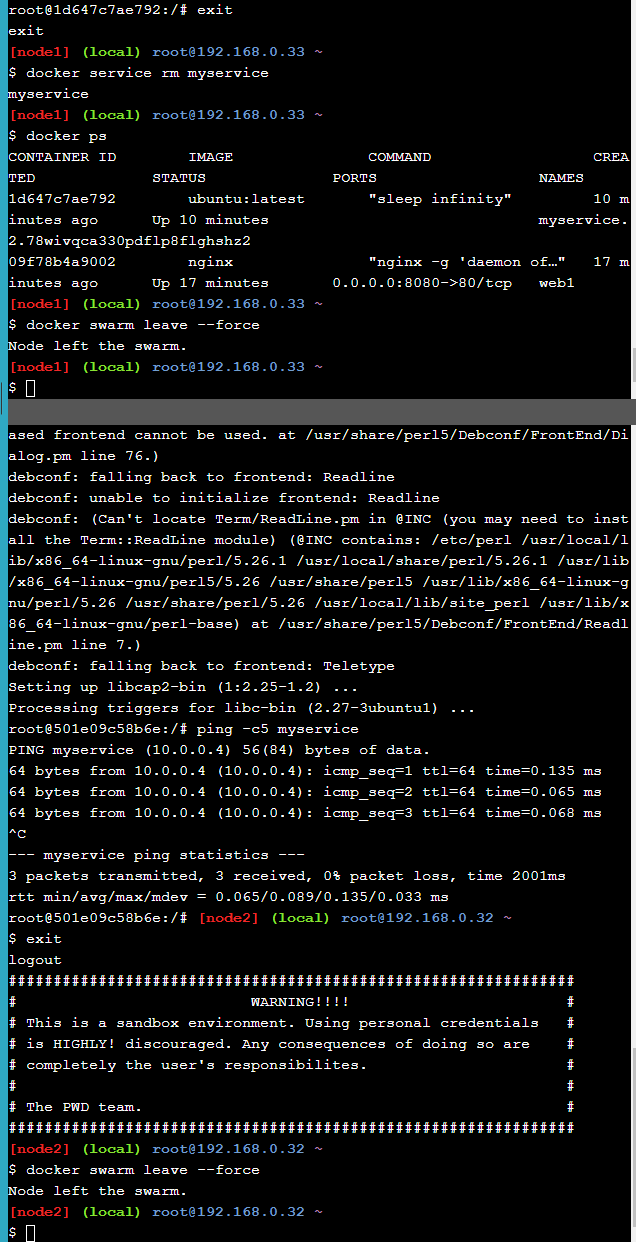 root@1d647c7ae792:/# exit
exit
[node1] (local) root@192.168.0.33 ~
$ docker service rm myservice
myservice
[node1] (local) root@192.168.0.33 ~
$ docker ps
CONTAINER ID        IMAGE               COMMAND                  CREA
TED             STATUS              PORTS                  NAMES
1d647c7ae792        ubuntu:latest       "sleep infinity"         10 m
inutes ago      Up 10 minutes                              myservice.
2.78wivqca330pdflp8flghshz2
09f78b4a9002        nginx               "nginx -g 'daemon of…"   17 m
inutes ago      Up 17 minutes       0.0.0.0:8080->80/tcp   web1
[node1] (local) root@192.168.0.33 ~
$ docker swarm leave --force
Node left the swarm.
[node1] (local) root@192.168.0.33 ~
$
ased frontend cannot be used. at /usr/share/perl5/Debconf/FrontEnd/Di
alog.pm line 76.)
debconf: falling back to frontend: Readline
debconf: unable to initialize frontend: Readline
debconf: (Can't locate Term/ReadLine.pm in @INC (you may need to inst
all the Term::ReadLine module) (@INC contains: /etc/perl /usr/local/l
ib/x86_64-linux-gnu/perl/5.26.1 /usr/local/share/perl/5.26.1 /usr/lib
/x86_64-linux-gnu/perl5/5.26 /usr/share/perl5 /usr/lib/x86_64-linux-g
nu/perl/5.26 /usr/share/perl/5.26 /usr/local/lib/site_perl /usr/lib/x
86_64-linux-gnu/perl-base) at /usr/share/perl5/Debconf/FrontEnd/Readl
ine.pm line 7.)
debconf: falling back to frontend: Teletype
Setting up libcap2-bin (1:2.25-1.2) ...
Processing triggers for libc-bin (2.27-3ubuntu1) ...
root@501e09c58b6e:/# ping -c5 myservice
PING myservice (10.0.0.4) 56(84) bytes of data.
64 bytes from 10.0.0.4 (10.0.0.4): icmp_seq=1 ttl=64 time=0.135 ms
64 bytes from 10.0.0.4 (10.0.0.4): icmp_seq=2 ttl=64 time=0.065 ms
64 bytes from 10.0.0.4 (10.0.0.4): icmp_seq=3 ttl=64 time=0.068 ms
^C
--- myservice ping statistics ---
3 packets transmitted, 3 received, 0% packet loss, time 2001ms
rtt min/avg/max/mdev = 0.065/0.089/0.135/0.033 ms
root@501e09c58b6e:/# [node2] (local) root@192.168.0.32 ~
$ exit
logout
###############################################################
#                          WARNING!!!!                        #
# This is a sandbox environment. Using personal credentials   #
# is HIGHLY! discouraged. Any consequences of doing so are    #
# completely the user's responsibilites.                      #
#                                                             #
# The PWD team.                                               #
###############################################################
[node2] (local) root@192.168.0.32 ~
$ docker swarm leave --force
Node left the swarm.
[node2] (local) root@192.168.0.32 ~
$